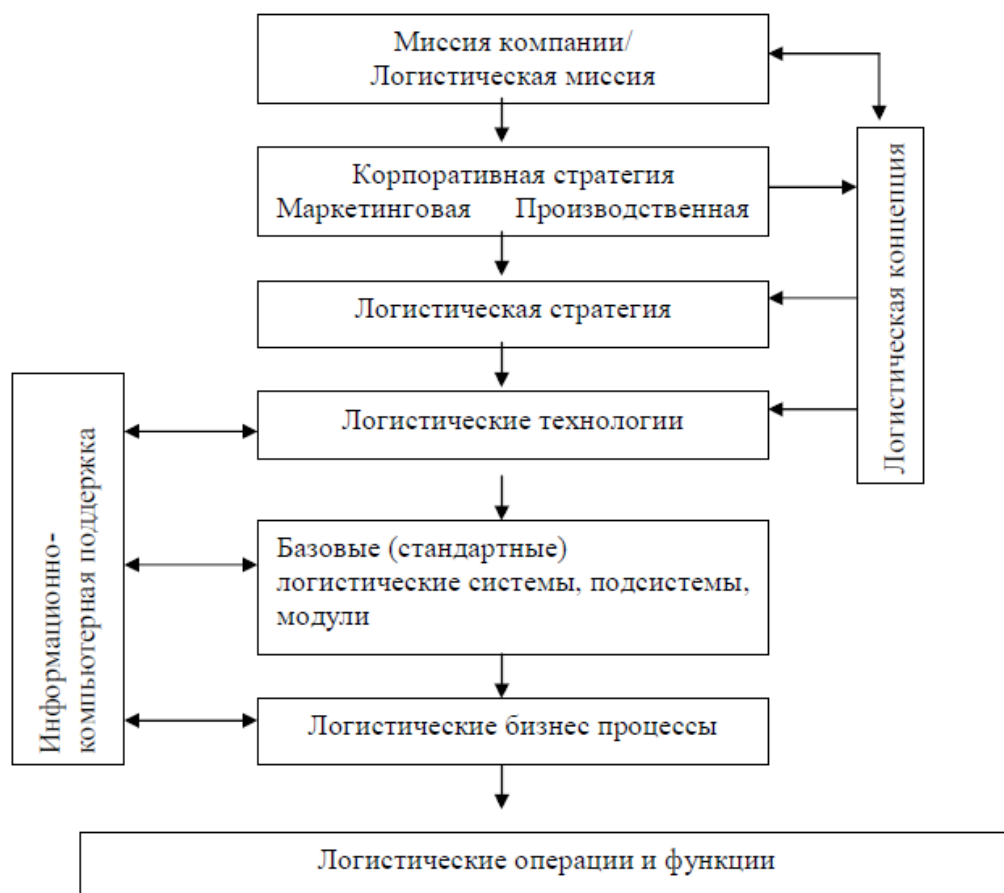 Миссия компании/
Логистическая миссия
Корпоративная стратегия
Маркетинговая Производственная
Логистическая концепция
Логистическая стратегия
Логистические технологии
Информационно-
компьютерная поддержка
Базовые (стандартные)
логистические системы, подсистемы,
модули
Логистические бизнес процессы
Логистические операции и функции